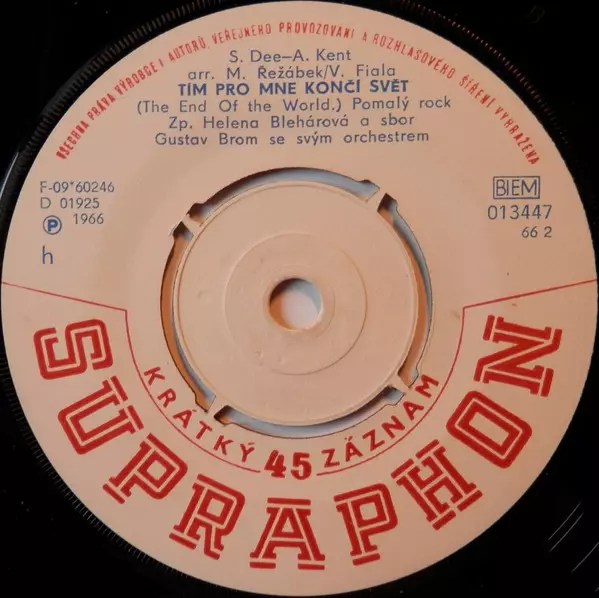 VŠECHNA PRÁVA VÝROBCE I AUTORŮ, VEŘEJNÉHO PROVOZOVÁNÍ A ROZHLASOVÉHO ŠÍŘENÍ VYHRAŽENA
S. Dee–A. Kent
arr. M. Řežábek/V. Fiala
TÍM PRO MNE KONČÍ SVĚT
(The End Of the World.) Pomalý rock
Zp. Helena Blehárová a sbor
Gustav Brom se svým orchestrem
F-09*60246
D 01925
P 1966
h
BIEM
013447
66 2
KRÁTKÝ 45 ZÁZNAM
SUPRAPHON